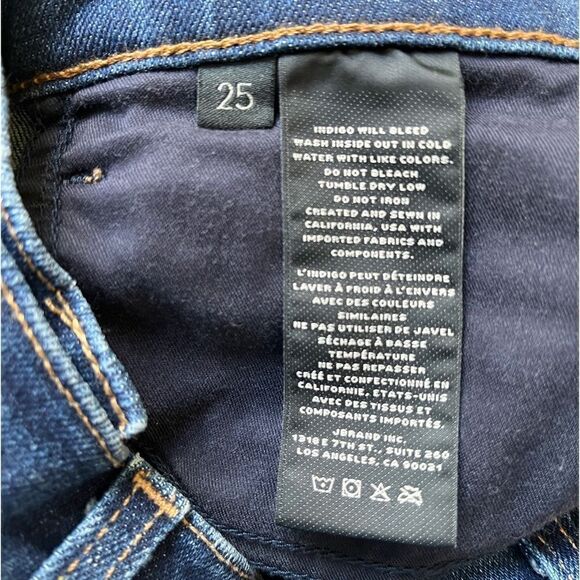 25
INDIGO WILL BLEED
WASH INSIDE OUT IN COLD
WATER WITH LIKE COLORS.
DO NOT BLEACH
TUMBLE DRY LOW
DO NOT IRON
CREATED AND SEWN IN
CALIFORNIA, USA WITH
IMPORTED FABRICS AND
COMPONENTS.
L'INDIGO PEUT DÉTEINDRE
LAVER À FROID À L'ENVERS
AVEC DES COULEURS
SIMILAIRES
NE PAS UTILISER DE JAVEL
SÉCHAGE À BASSE
TEMPÉRATURE
NE PAS REPASSER
CRÉÉ ET CONFECTIONNÉ EN
CALIFORNIE, ÉTATS-UNIS
AVEC DES TISSUS ET
COMPOSANTS IMPORTÉS.
JBRAND INC.
1318 E 7TH ST., SUITE 260
LOS ANGELES, CA 90021